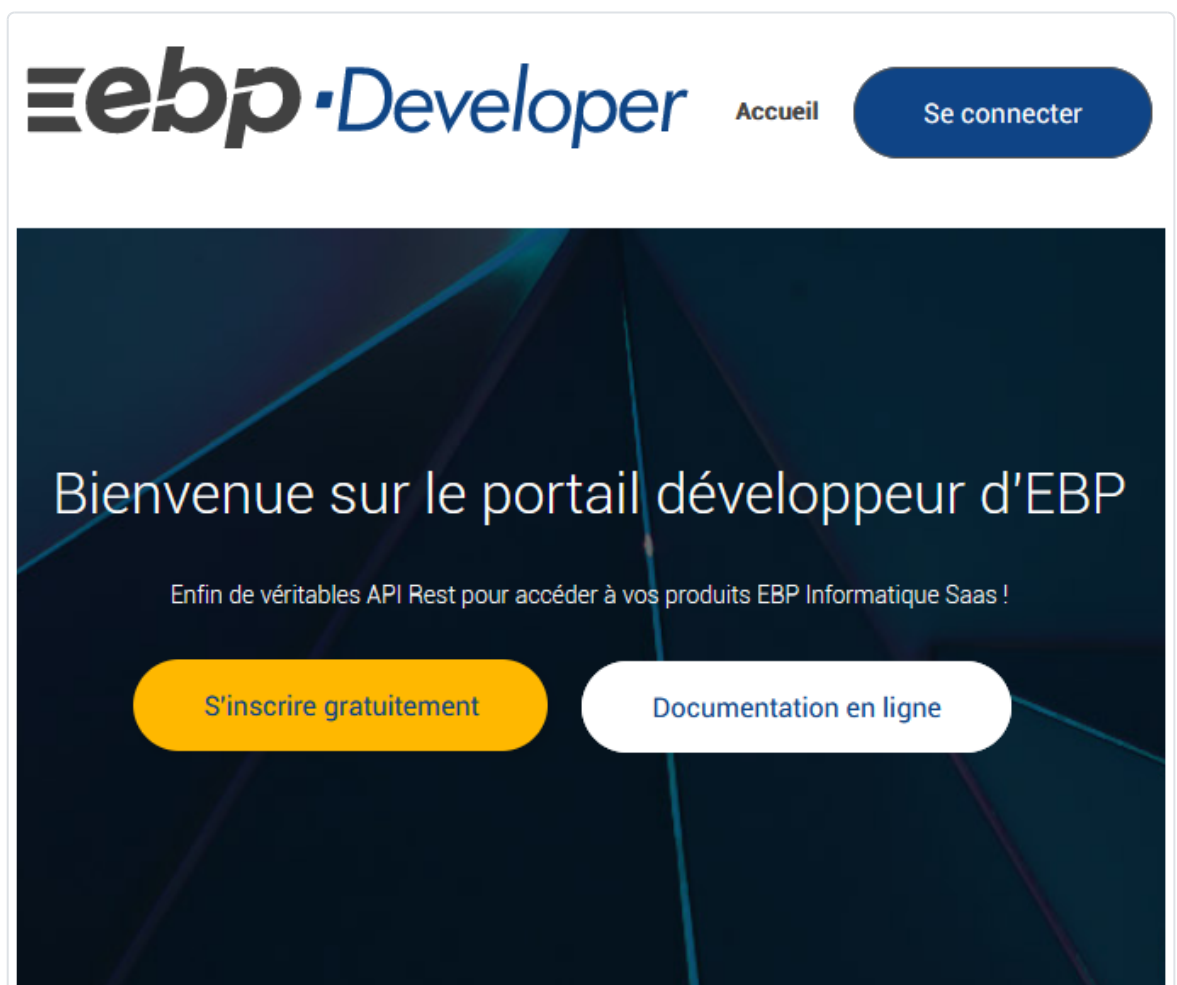 ebp·Developer
Accueil
Se connecter
Bienvenue sur le portail développeur d'EBP
Enfin de véritables API Rest pour accéder à vos produits EBP Informatique Saas !
S'inscrire gratuitement
Documentation en ligne